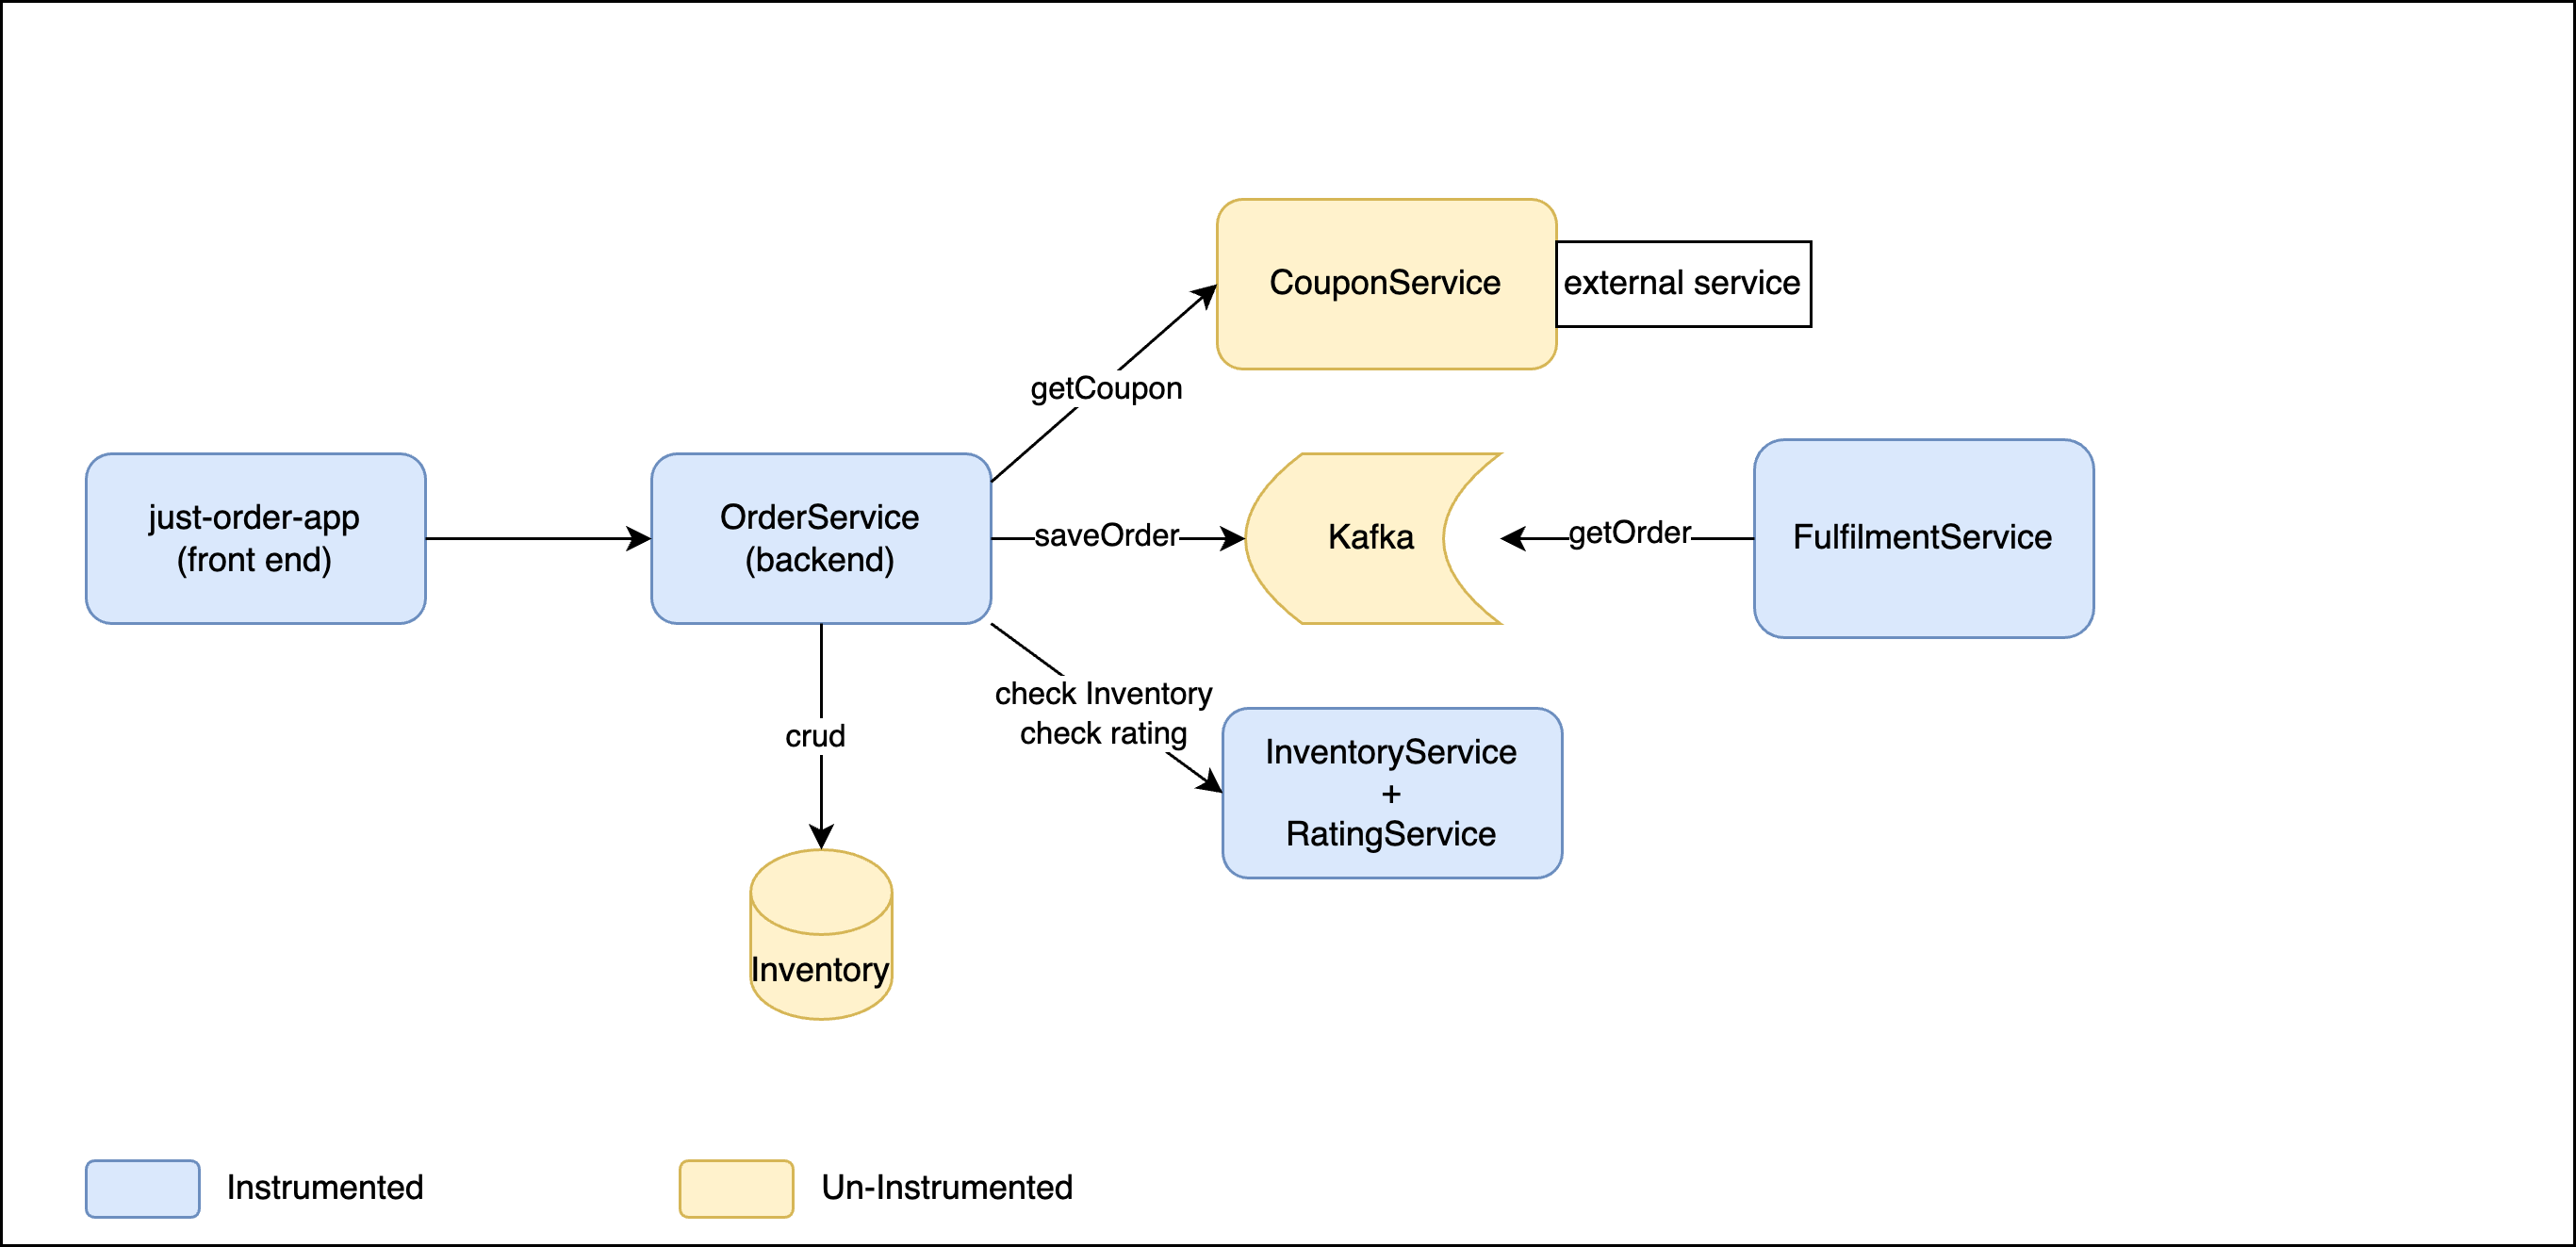 CouponService
external service
getCoupon
just-order-app
(front end)
OrderService
(backend)
saveOrder
Kafka
getOrder
FulfilmentService
check Inventory
check rating
crud
InventoryService
+
RatingService
Inventory
Instrumented
Un-Instrumented